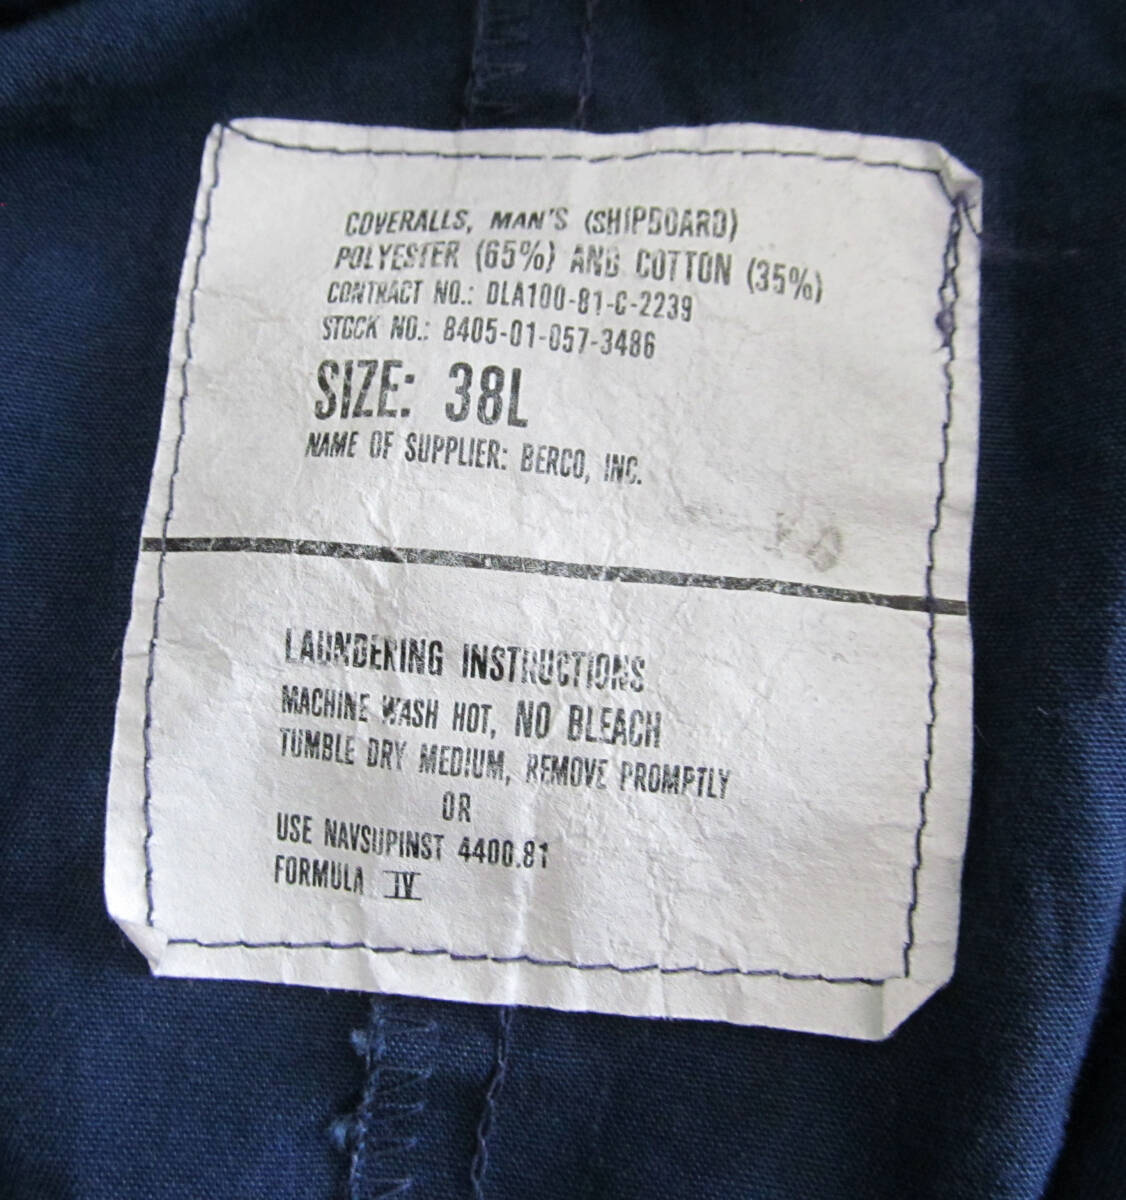 COVERALLS, MAN'S (SHIPBOARD)
POLYESTER (65%) AND COTTON (35%)
CONTRACT NO.: DLA100-81-C-2239
STOCK NO.: 8405-01-057-3486
SIZE: 38L
NAME OF SUPPLIER: BERCO, INC.
LAUNDERING INSTRUCTIONS
MACHINE WASH HOT, NO BLEACH
TUMBLE DRY MEDIUM, REMOVE PROMPTLY
OR
USE NAVSUPINST 4400.81
FORMULA IV